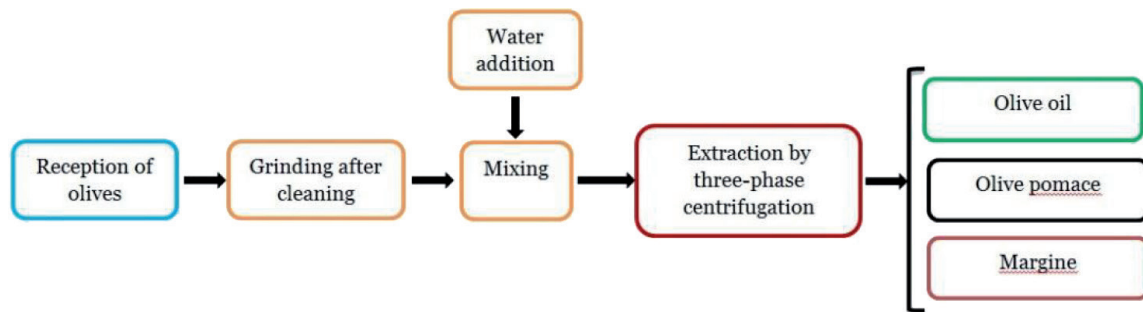 Water
addition
Reception of
olives
Grinding after
cleaning
Mixing
Extraction by
three-phase
centrifugation
Olive oil
Olive pomace
Margine